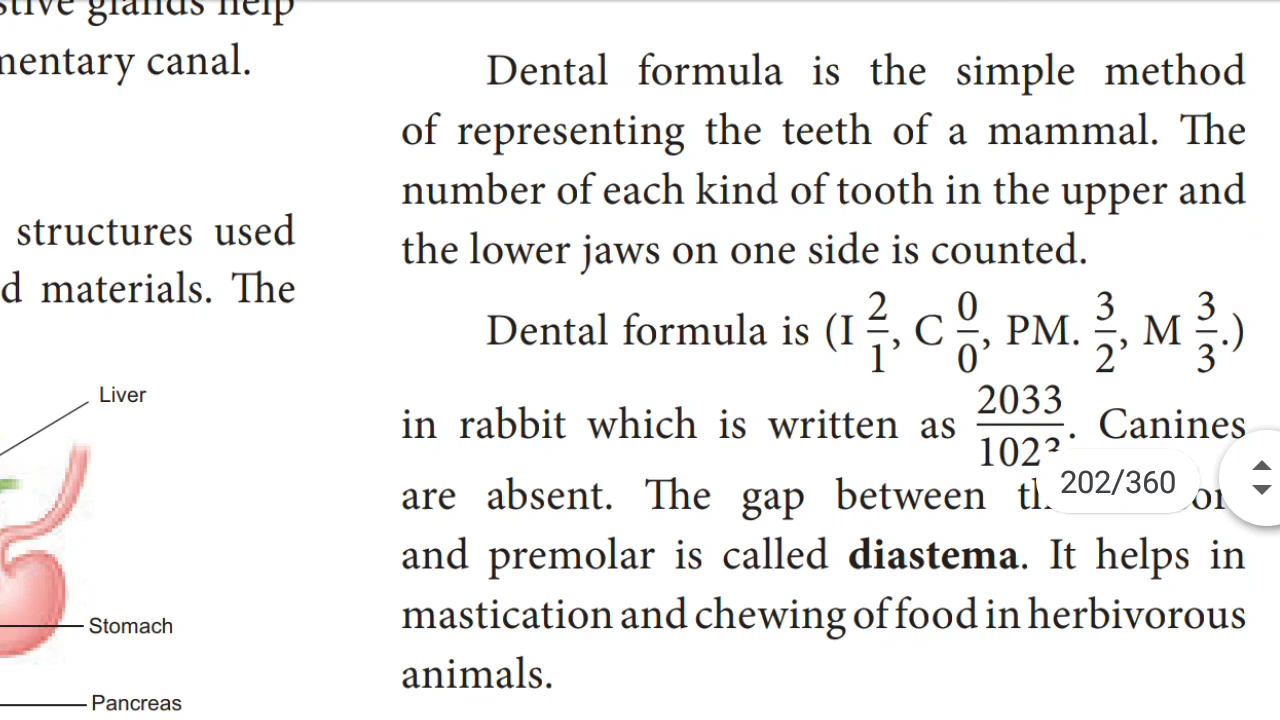 stive glands help
mentary canal.
structures used
d materials. The
Liver
Stomach
Pancreas
Dental formula is the simple method
of representing the teeth of a mammal. The
number of each kind of tooth in the upper and
the lower jaws on one side is counted.
Dental formula is (I 2/1, C 0/0, PM. 3/2, M 3/3.)
in rabbit which is written as 2033/1023. Canines
are absent. The gap between
and premolar is called diastema. It helps in
mastication and chewing of food in herbivorous
animals.
202/360